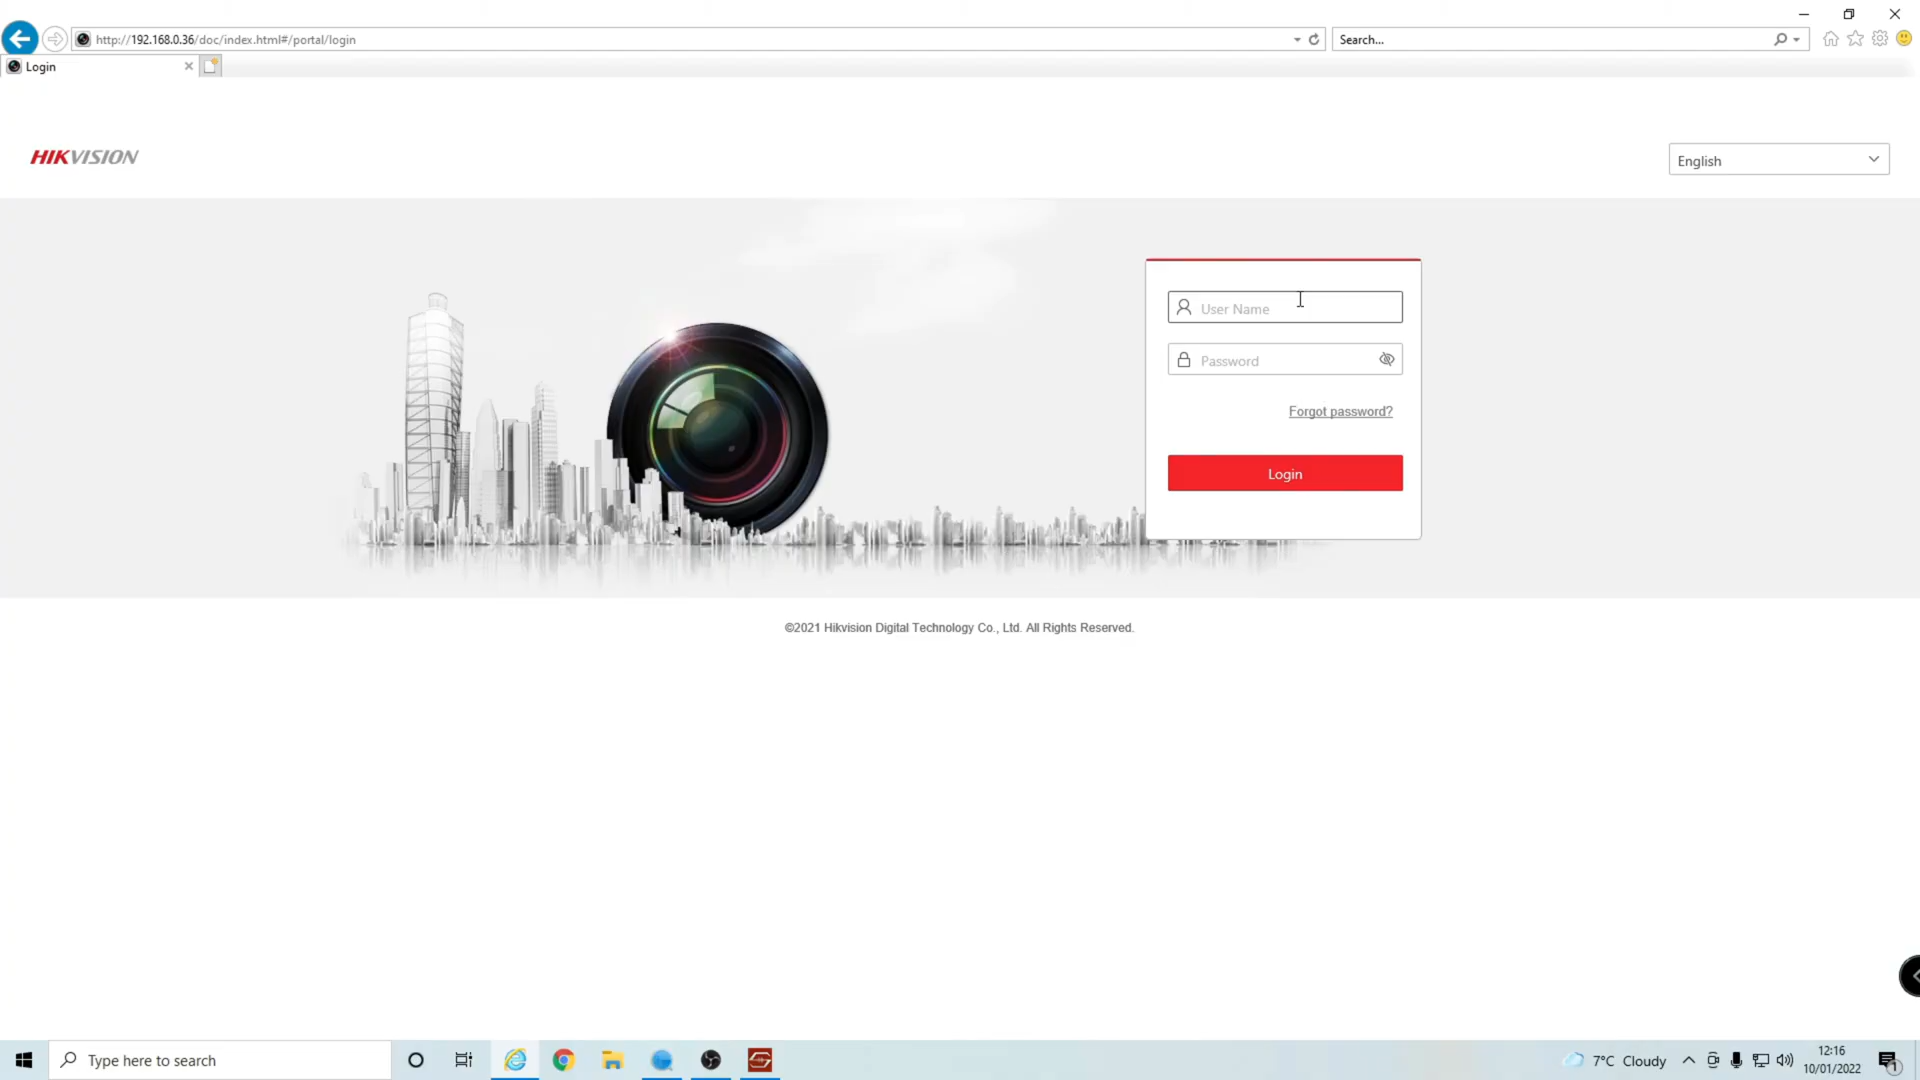 http://192.168.0.36/doc/index.html#/portal/login
Search...
Login
HIKVISION
English
User Name
Password
Forgot password?
Login
©2021 Hikvision Digital Technology Co., Ltd. All Rights Reserved.
Type here to search
7°C Cloudy
12:16
10/01/2022
1